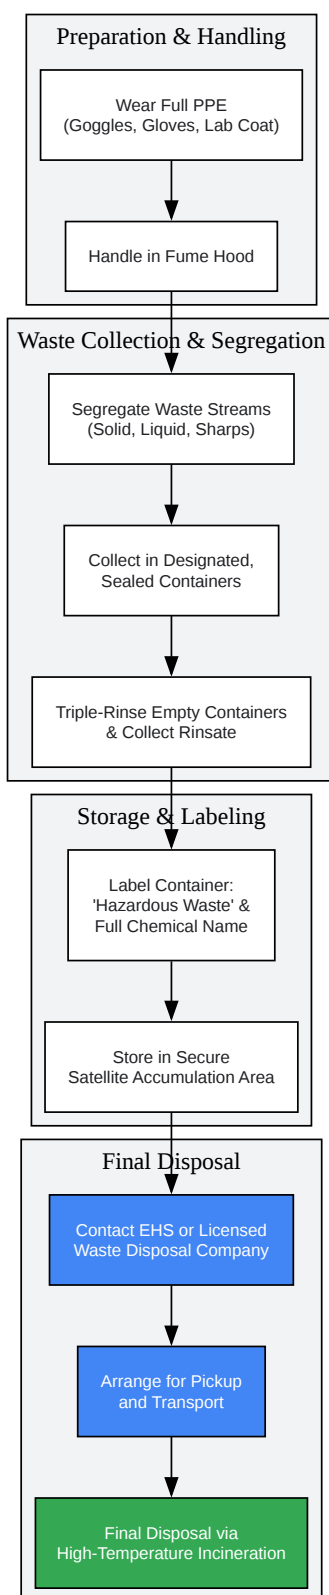 Preparation & Handling
Wear Full PPE
(Goggles, Gloves, Lab Coat)
Handle in Fume Hood
Waste Collection & Segregation
Segregate Waste Streams
(Solid, Liquid, Sharps)
Collect in Designated,
Sealed Containers
Triple-Rinse Empty Containers
& Collect Rinsate
Storage & Labeling
Label Container:
'Hazardous Waste' &
Full Chemical Name
Store in Secure
Satellite Accumulation Area
Final Disposal
Contact EHS or Licensed
Waste Disposal Company
Arrange for Pickup
and Transport
Final Disposal via
High-Temperature Incineration